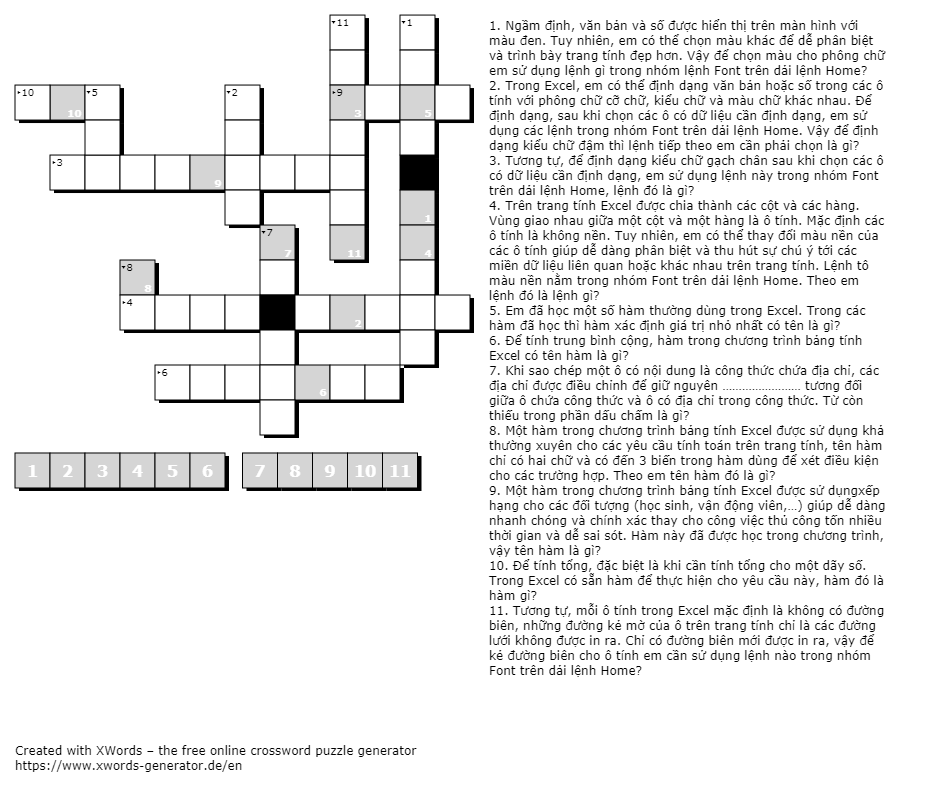 11
1
10
5
2
9
10
3
5
3
9
1
7
7
11
4
8
8
4
2
6
6
1 2 3 4 5 6 7 8 9 10 11
1. Ngầm định, văn bản và số được hiển thị trên màn hình với
màu đen. Tuy nhiên, em có thể chọn màu khác để dễ phân biệt
và trình bày trang tính đẹp hơn. Vậy để chọn màu cho phông chữ
em sử dụng lệnh gì trong nhóm lệnh Font trên dải lệnh Home?
2. Trong Excel, em có thể định dạng văn bản hoặc số trong các ô
tính với phông chữ cỡ chữ, kiểu chữ và màu chữ khác nhau. Để
định dạng, sau khi chọn các ô có dữ liệu cần định dạng, em sử
dụng các lệnh trong nhóm Font trên dải lệnh Home. Vậy để định
dạng kiểu chữ đậm thì lệnh tiếp theo em cần phải chọn là gì?
3. Tương tự, để định dạng kiểu chữ gạch chân sau khi chọn các ô
có dữ liệu cần định dạng, em sử dụng lệnh này trong nhóm Font
trên dải lệnh Home, lệnh đó là gì?
4. Trên trang tính Excel được chia thành các cột và các hàng.
Vùng giao nhau giữa một cột và một hàng là ô tính. Mặc định các
ô tính là không nền. Tuy nhiên, em có thể thay đổi màu nền của
các ô tính giúp dễ dàng phân biệt và thu hút sự chú ý tới các
miền dữ liệu liên quan hoặc khác nhau trên trang tính. Lệnh tô
màu nền nằm trong nhóm Font trên dải lệnh Home. Theo em
lệnh đó là lệnh gì?
5. Em đã học một số hàm thường dùng trong Excel. Trong các
hàm đã học thì hàm xác định giá trị nhỏ nhất có tên là gì?
6. Để tính trung bình cộng, hàm trong chương trình bảng tính
Excel có tên hàm là gì?
7. Khi sao chép một ô có nội dung là công thức chứa địa chỉ, các
địa chỉ được điều chỉnh để giữ nguyên ........................ tương đối
giữa ô chứa công thức và ô có địa chỉ trong công thức. Từ còn
thiếu trong phần dấu chấm là gì?
8. Một hàm trong chương trình bảng tính Excel được sử dụng khá
thường xuyên cho các yêu cầu tính toán trên trang tính, tên hàm
chỉ có hai chữ và có đến 3 biến trong hàm dùng để xét điều kiện
cho các trường hợp. Theo em tên hàm đó là gì?
9. Một hàm trong chương trình bảng tính Excel được sử dụngxếp
hạng cho các đối tượng (học sinh, vận động viên,...) giúp dễ dàng
nhanh chóng và chính xác thay cho công việc thủ công tốn nhiều
thời gian và dễ sai sót. Hàm này đã được học trong chương trình,
vậy tên hàm là gì?
10. Để tính tổng, đặc biệt là khi cần tính tổng cho một dãy số.
Trong Excel có sẵn hàm để thực hiện cho yêu cầu này, hàm đó là
hàm gì?
11. Tương tự, mỗi ô tính trong Excel mặc định là không có đường
biên, những đường kẻ mờ của ô trên trang tính chỉ là các đường
lưới không được in ra. Chỉ có đường biên mới được in ra, vậy để
kẻ đường biên cho ô tính em cần sử dụng lệnh nào trong nhóm
Font trên dải lệnh Home?
Created with XWords – the free online crossword puzzle generator
https://www.xwords-generator.de/en